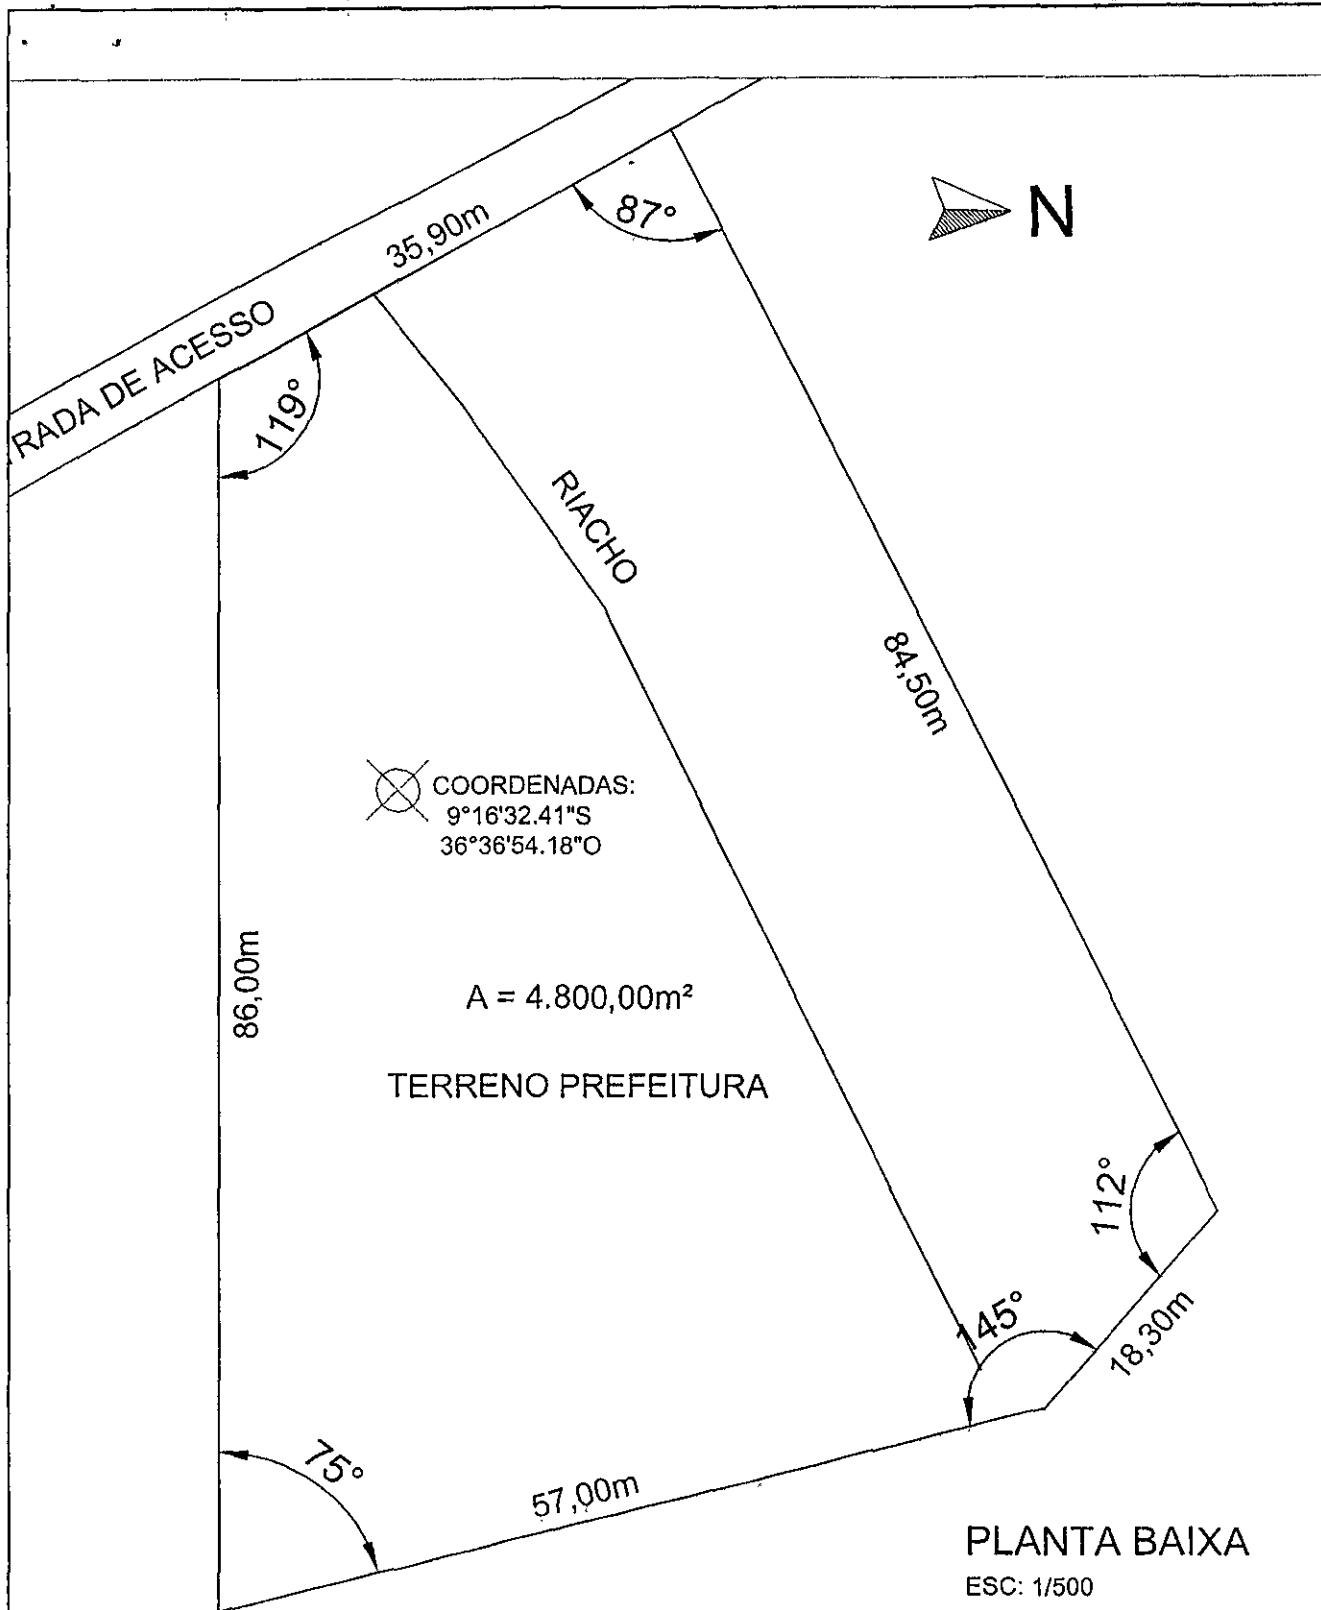 87°
N
35,90m
RADA DE ACESSO
119°
RIACHO
84,50m
COORDENADAS:
9°16'32.41"S
36°36'54.18"O
86,00m
A = 4.800,00m²
TERRENO PREFEITURA
112°
145°
18,30m
75°
57,00m
PLANTA BAIXA
ESC: 1/500